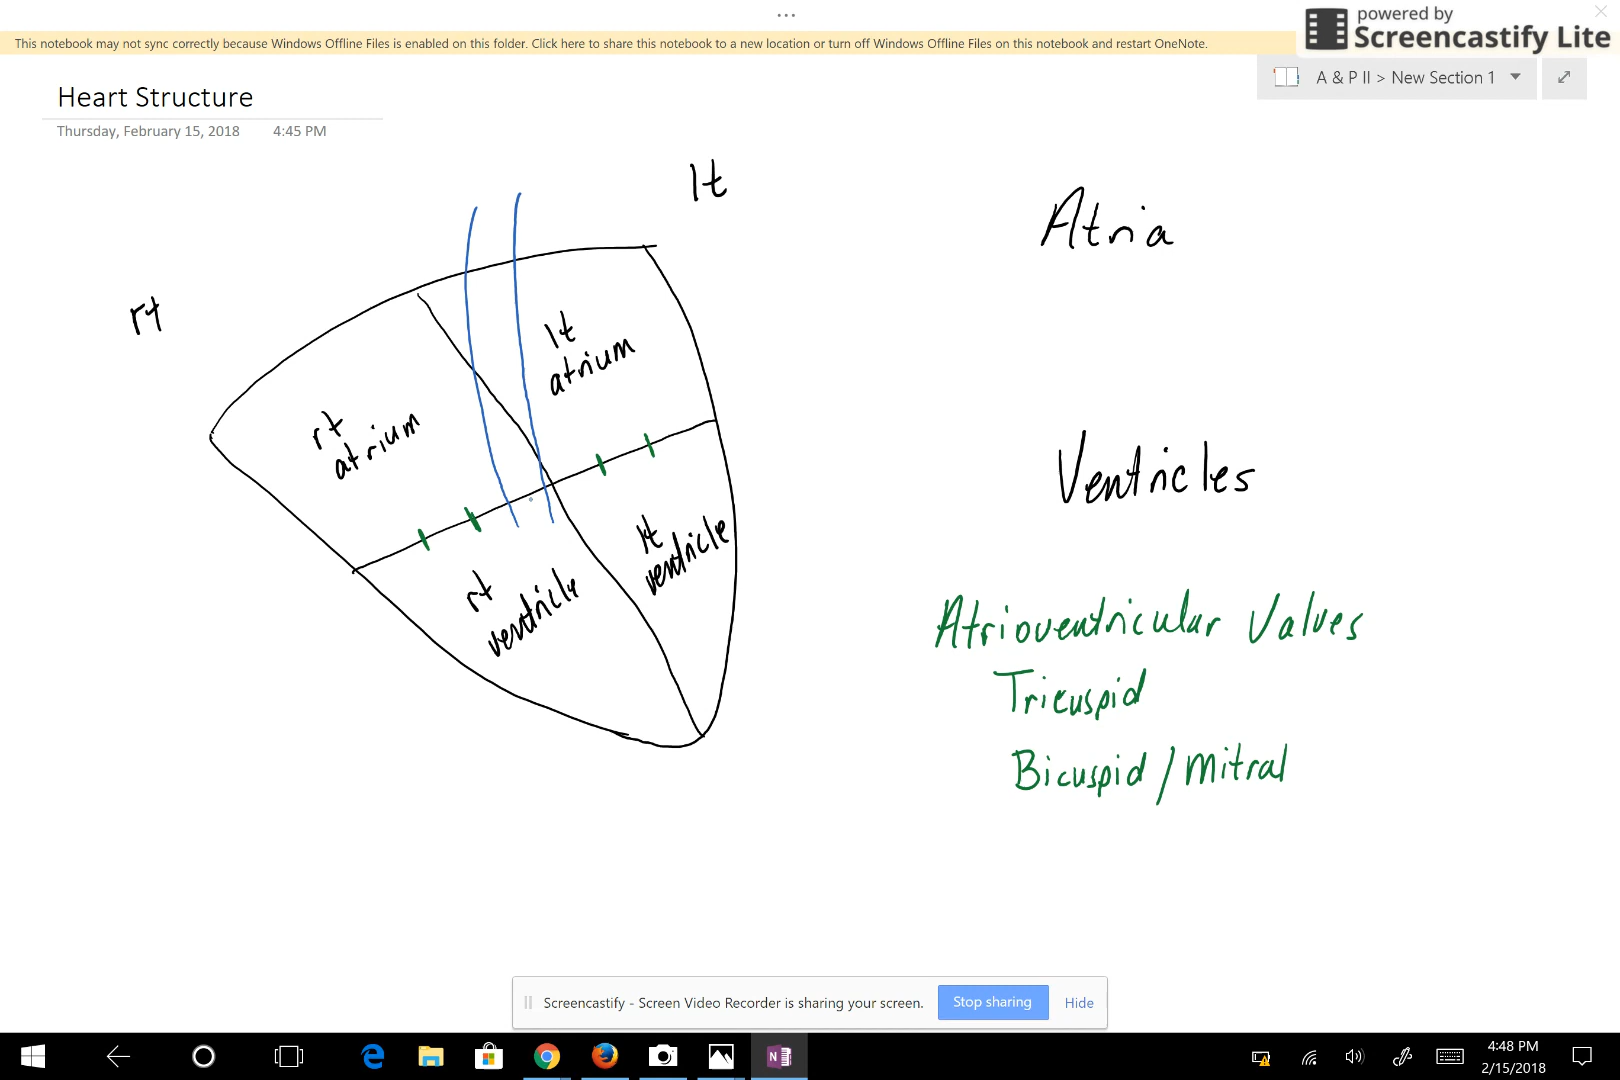 powered by
Screencastify Lite
This notebook may not sync correctly because Windows Offline Files is enabled on this folder. Click here to share this notebook to a new location or turn off Windows Offline Files on this notebook and restart OneNote.
A & P II > New Section 1
Heart Structure
Thursday, February 15, 2018 4:45 PM
lt
Atria
rt
lt
atrium
rt
atrium
Ventricles
lt
ventricle
rt
ventricle
Atrioventricular Valves
Tricuspid
Bicuspid / Mitral
Screencastify - Screen Video Recorder is sharing your screen.
Stop sharing
Hide
4:48 PM
2/15/2018